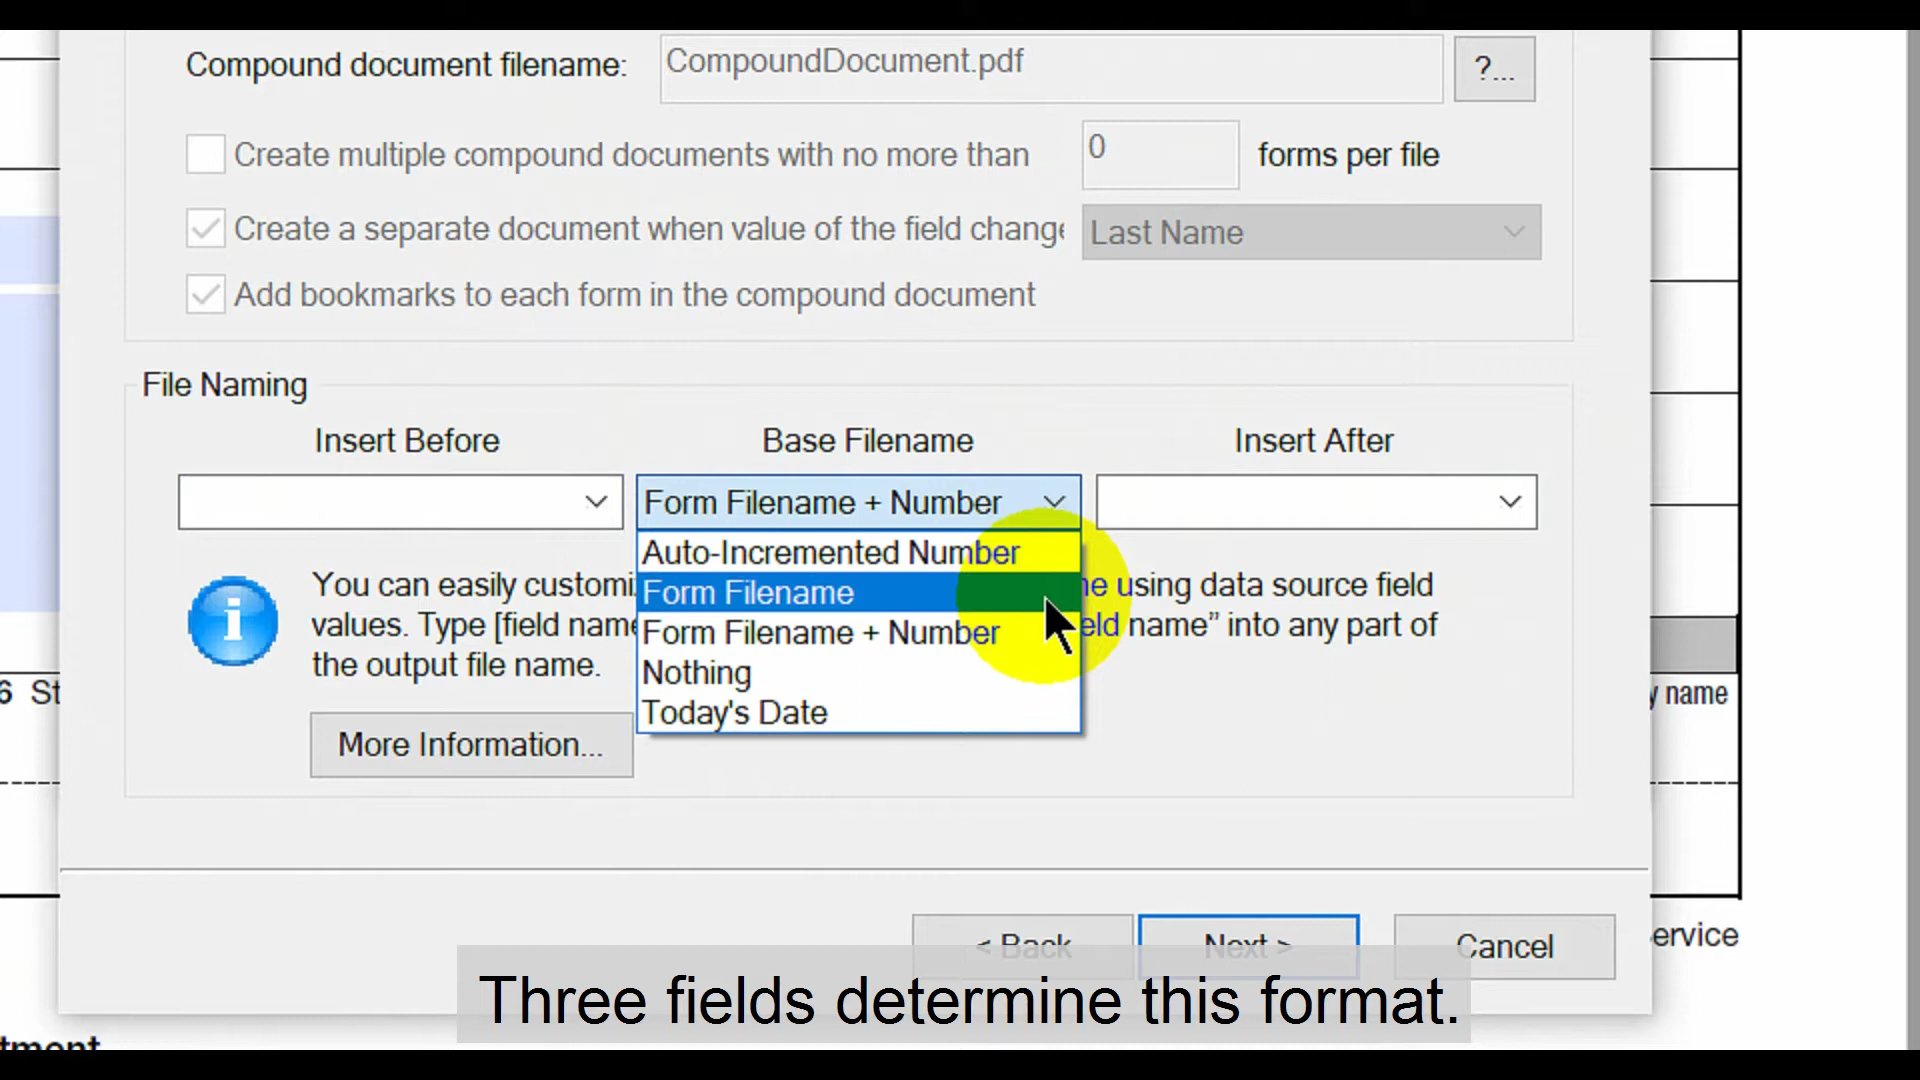 Compound document filename: CompoundDocument.pdf ?...
Create multiple compound documents with no more than 0 forms per file
Create a separate document when value of the field change Last Name
Add bookmarks to each form in the compound document
File Naming
Insert Before Base Filename Insert After
Form Filename + Number
Auto-Incremented Number
Form Filename
Form Filename + Number
Nothing
Today's Date
You can easily customi using data source field
values. Type [field name name” into any part of
the output file name.
6 St
y name
More Information...
< Back Next > Cancel
ervice
Three fields determine this format.